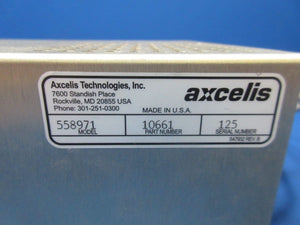 Axcelis Technologies, Inc.
7600 Standish Place
Rockville, MD 20855 USA
Phone: 301-251-0300
axcelis
MADE IN U.S.A.
558971 10661 125
MODEL PART NUMBER SERIAL NUMBER